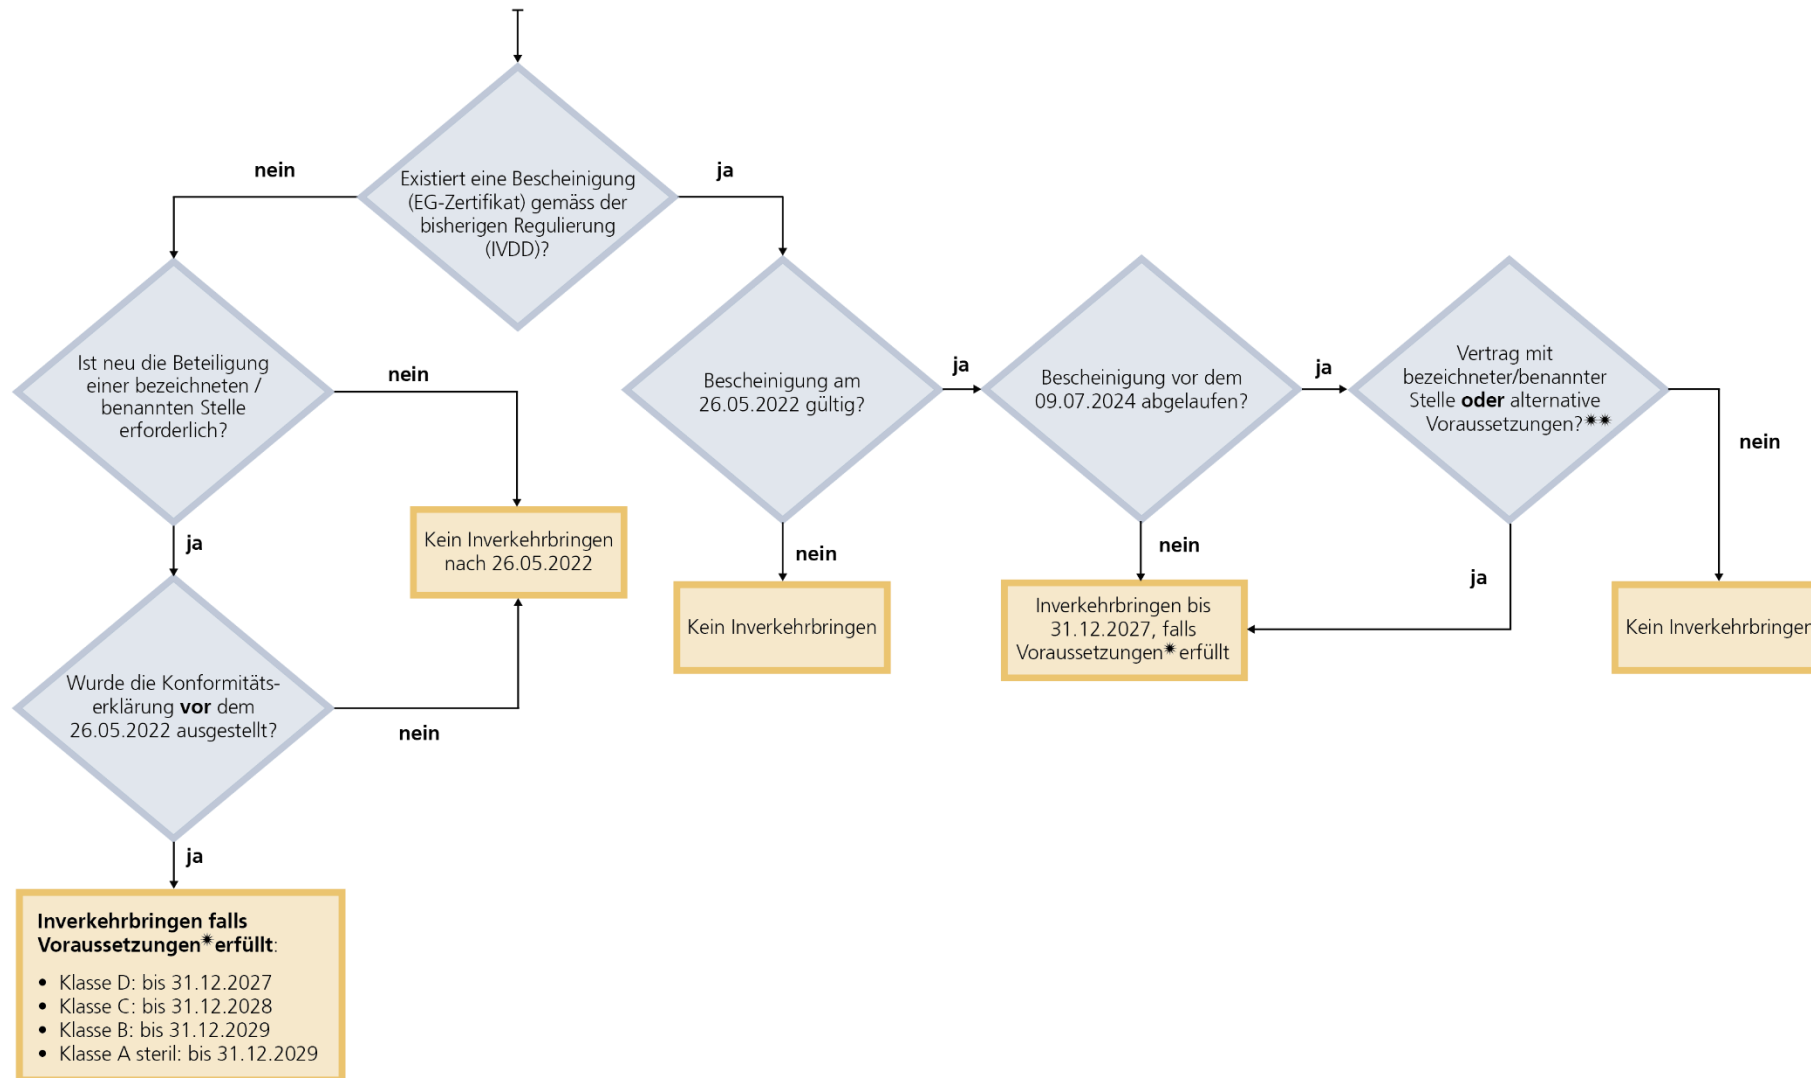 nein
ja
Existiert eine Bescheinigung
(EG-Zertifikat) gemäss der
bisherigen Regulierung
(IVDD)?
Ist neu die Beteiligung
einer bezeichneten /
benannten Stelle
erforderlich?
nein
ja
Kein Inverkehrbringen
nach 26.05.2022
Wurde die Konformitäts-
erklärung vor dem
26.05.2022 ausgestellt?
nein
ja
Inverkehrbringen falls
Voraussetzungen* erfüllt:
• Klasse D: bis 31.12.2027
• Klasse C: bis 31.12.2028
• Klasse B: bis 31.12.2029
• Klasse A steril: bis 31.12.2029
Bescheinigung am
26.05.2022 gültig?
ja
nein
Kein Inverkehrbringen
Bescheinigung vor dem
09.07.2024 abgelaufen?
ja
nein
Inverkehrbringen bis
31.12.2027, falls
Voraussetzungen* erfüllt
Vertrag mit
bezeichneter/benannter
Stelle oder alternative
Voraussetzungen?**
nein
ja
Kein Inverkehrbringen